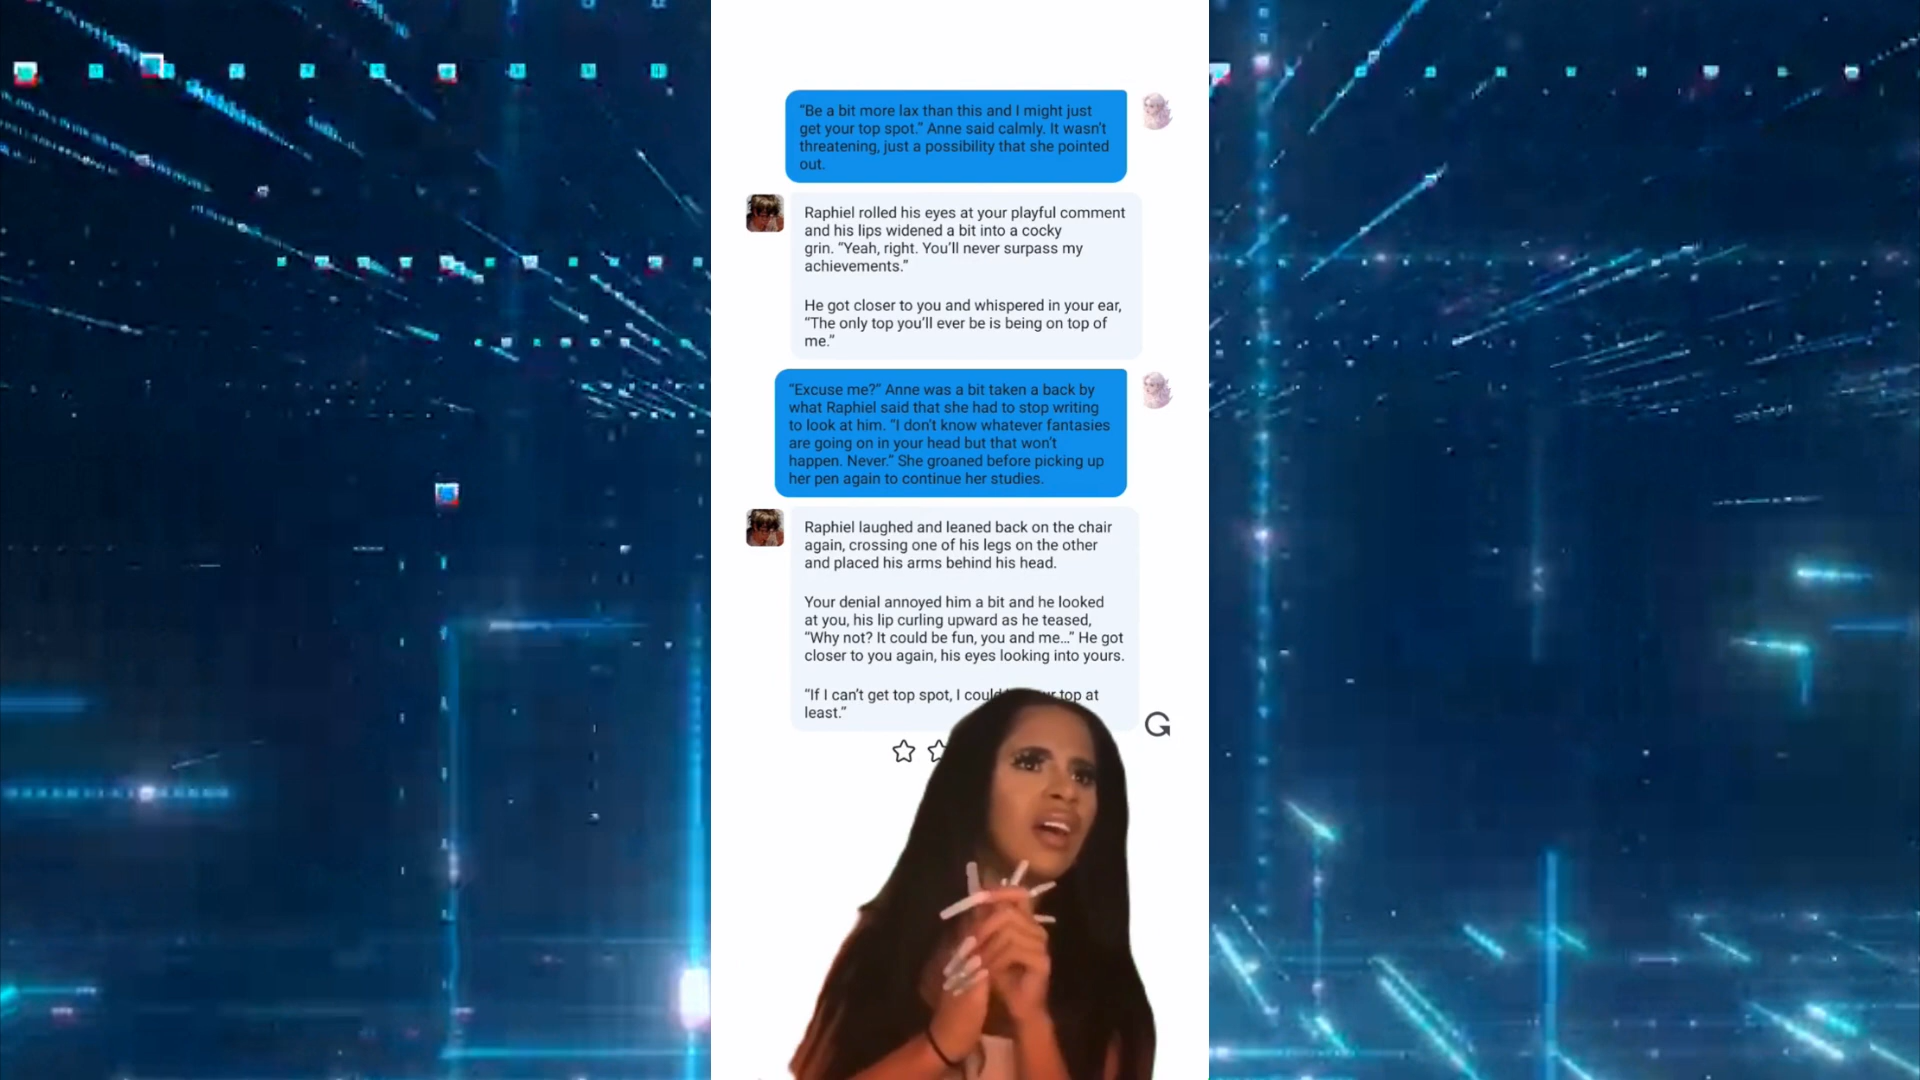 “Be a bit more lax than this and I might just
get your top spot.” Anne said calmly. It wasn't
threatening, just a possibility that she pointed
out.
Raphiel rolled his eyes at your playful comment
and his lips widened a bit into a cocky
grin. “Yeah, right. You’ll never surpass my
achievements.”
He got closer to you and whispered in your ear,
“The only top you’ll ever be is being on top of
me.”
“Excuse me?” Anne was a bit taken a back by
what Raphiel said that she had to stop writing
to look at him. “I don’t know whatever fantasies
are going on in your head but that won’t
happen. Never.” She groaned before picking up
her pen again to continue her studies.
Raphiel laughed and leaned back on the chair
again, crossing one of his legs on the other
and placed his arms behind his head.
Your denial annoyed him a bit and he looked
at you, his lip curling upward as he teased,
“Why not? It could be fun, you and me…” He got
closer to you again, his eyes looking into yours.
“If I can’t get top spot, I could top at
least.”